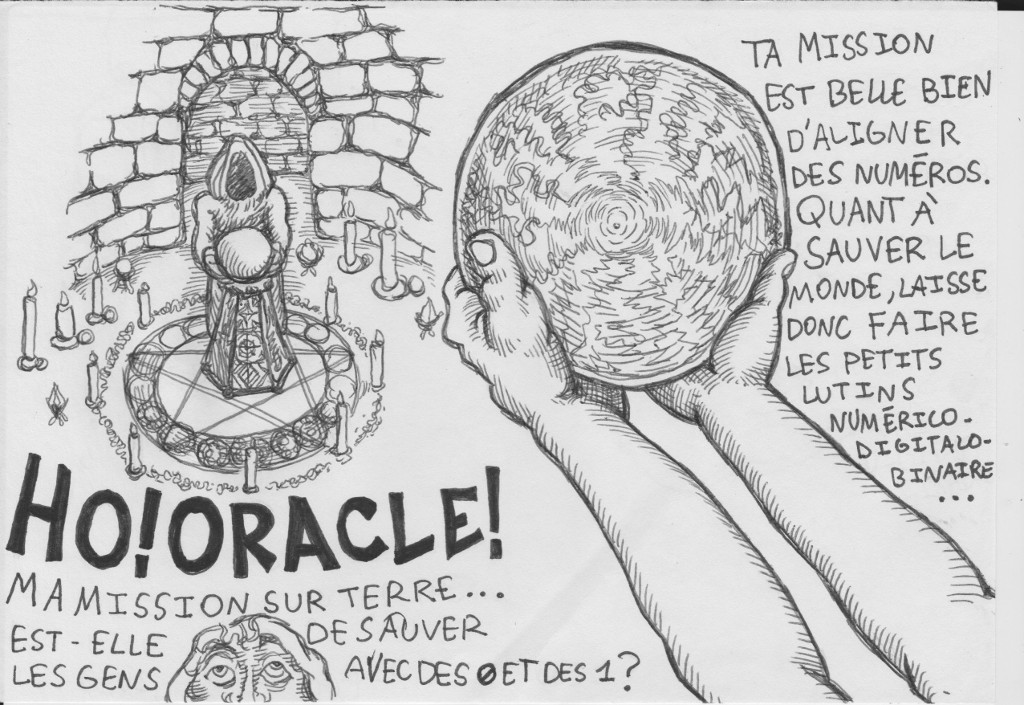 HO! ORACLE!
MA MISSION SUR TERRE...
EST-ELLE DE SAUVER
LES GENS AVEC DES 0 ET DES 1?
TA MISSION
EST BELLE BIEN
D'ALIGNER
DES NUMÉROS.
QUANT À
SAUVER LE
MONDE, LAISSE
DONC FAIRE
LES PETITS
LUTINS
NUMÉRICO-
DIGITALO-
BINAIRE
...